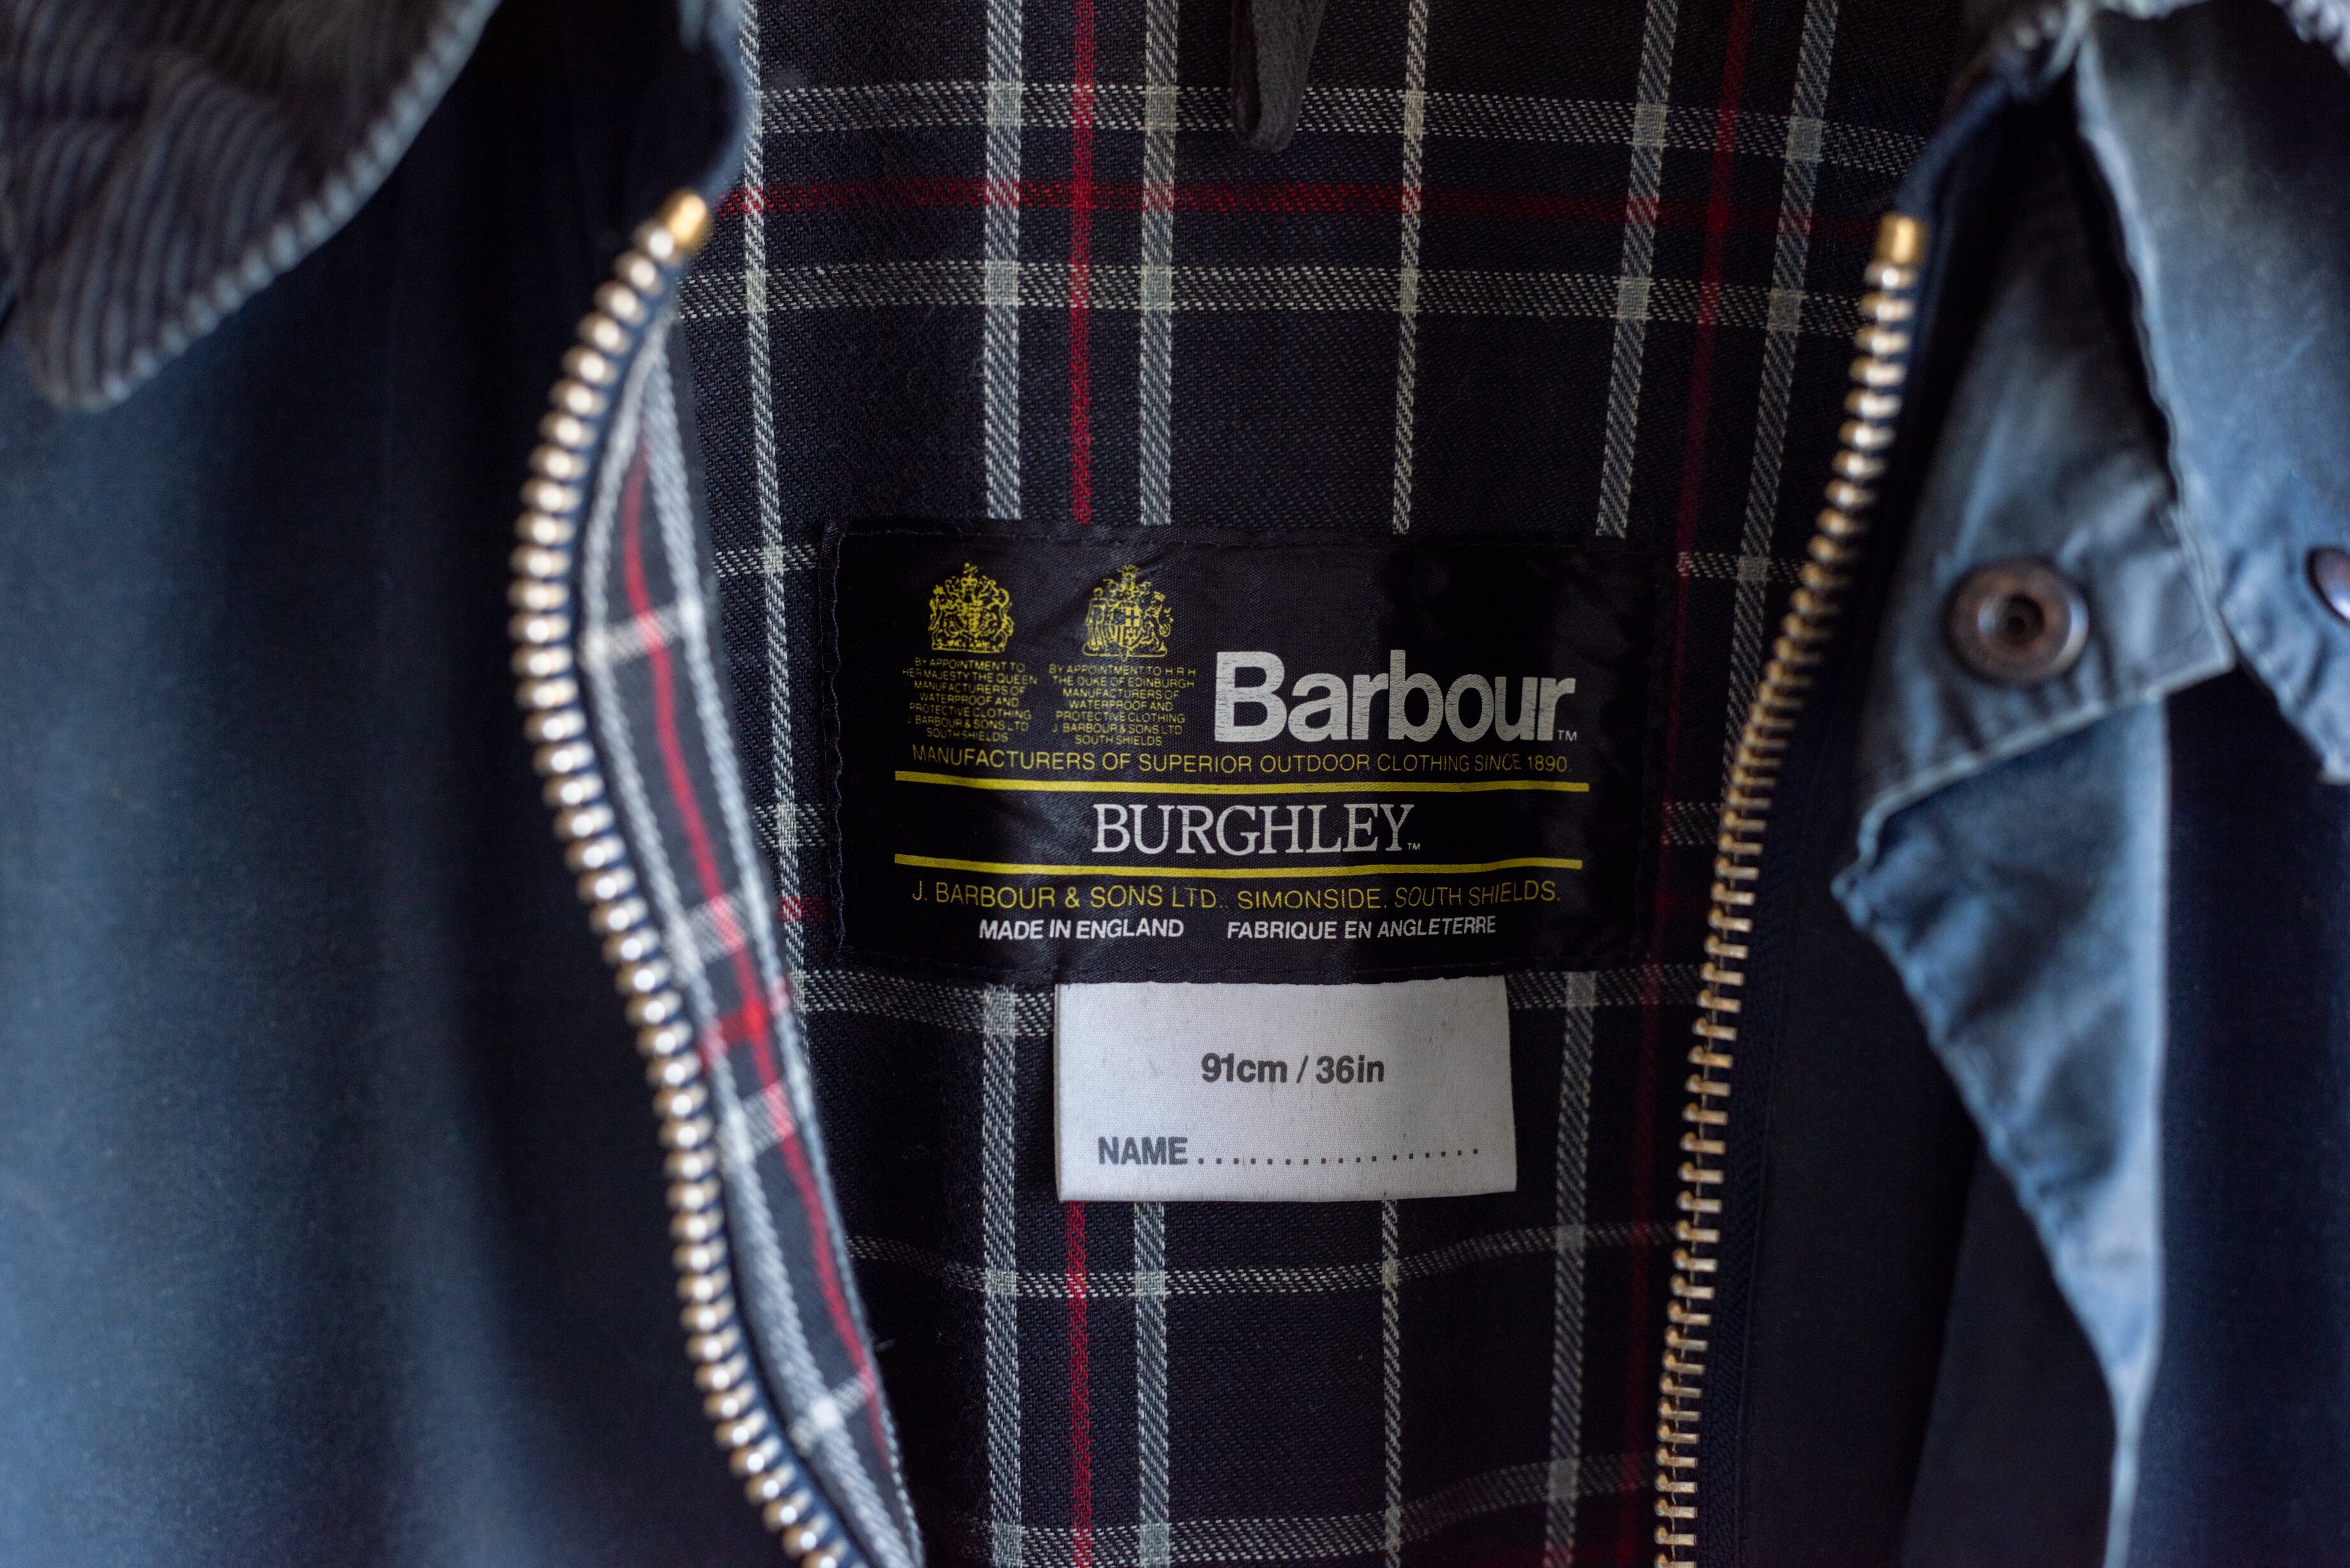 BY APPOINTMENT TO
HER MAJESTY THE QUEEN
MANUFACTURERS OF
WATERPROOF AND
PROTECTIVE CLOTHING
J. BARBOUR & SONS LTD
SOUTH SHIELDS
BY APPOINTMENT TO H R H
THE DUKE OF EDINBURGH
MANUFACTURERS OF
WATERPROOF AND
PROTECTIVE CLOTHING
J. BARBOUR & SONS LTD
SOUTH SHIELDS
Barbour™
MANUFACTURERS OF SUPERIOR OUTDOOR CLOTHING SINCE 1890
BURGHLEY™
J. BARBOUR & SONS LTD., SIMONSIDE, SOUTH SHIELDS.
MADE IN ENGLAND FABRIQUE EN ANGLETERRE
91cm / 36in
NAME..................